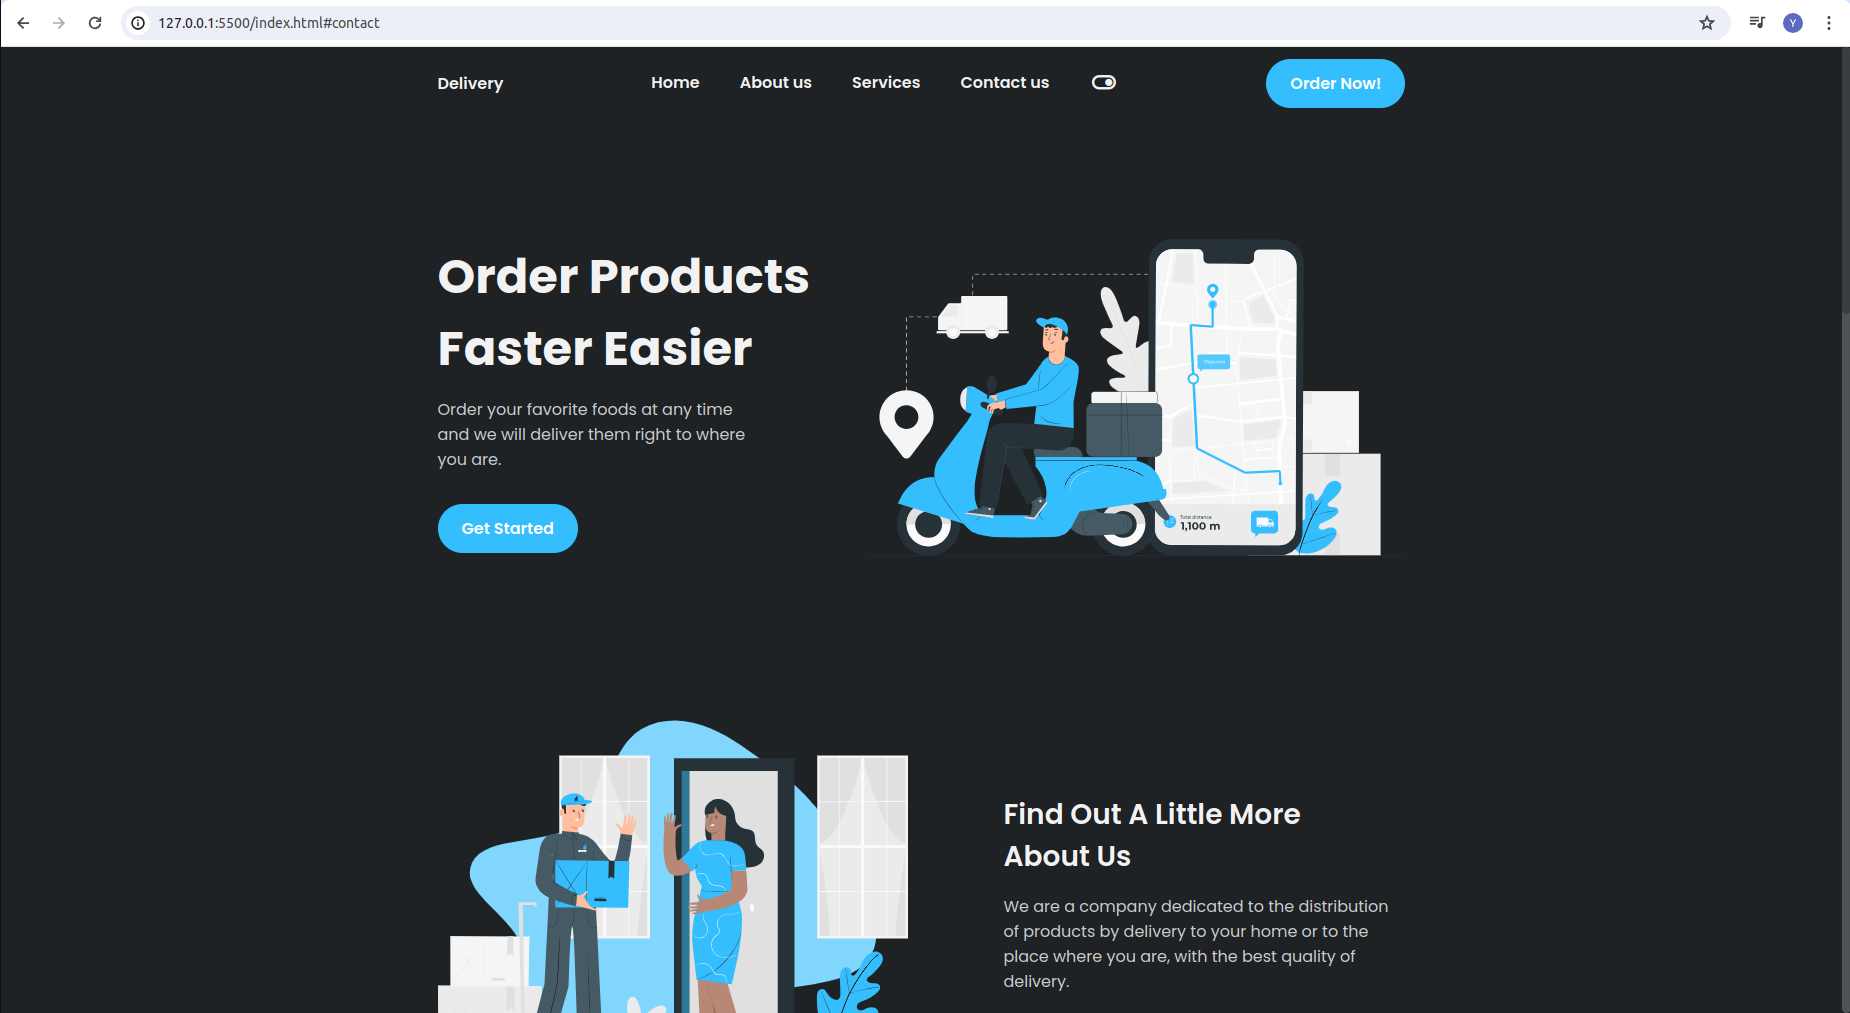 127.0.0.1:5500/index.html#contact
Y
Delivery
Home
About us
Services
Contact us
Order Now!
Order Products
Faster Easier
Order your favorite foods at any time
and we will deliver them right to where
you are.
Get Started
Total distance
1,100 m
Find Out A Little More
About Us
We are a company dedicated to the distribution
of products by delivery to your home or to the
place where you are, with the best quality of
delivery.